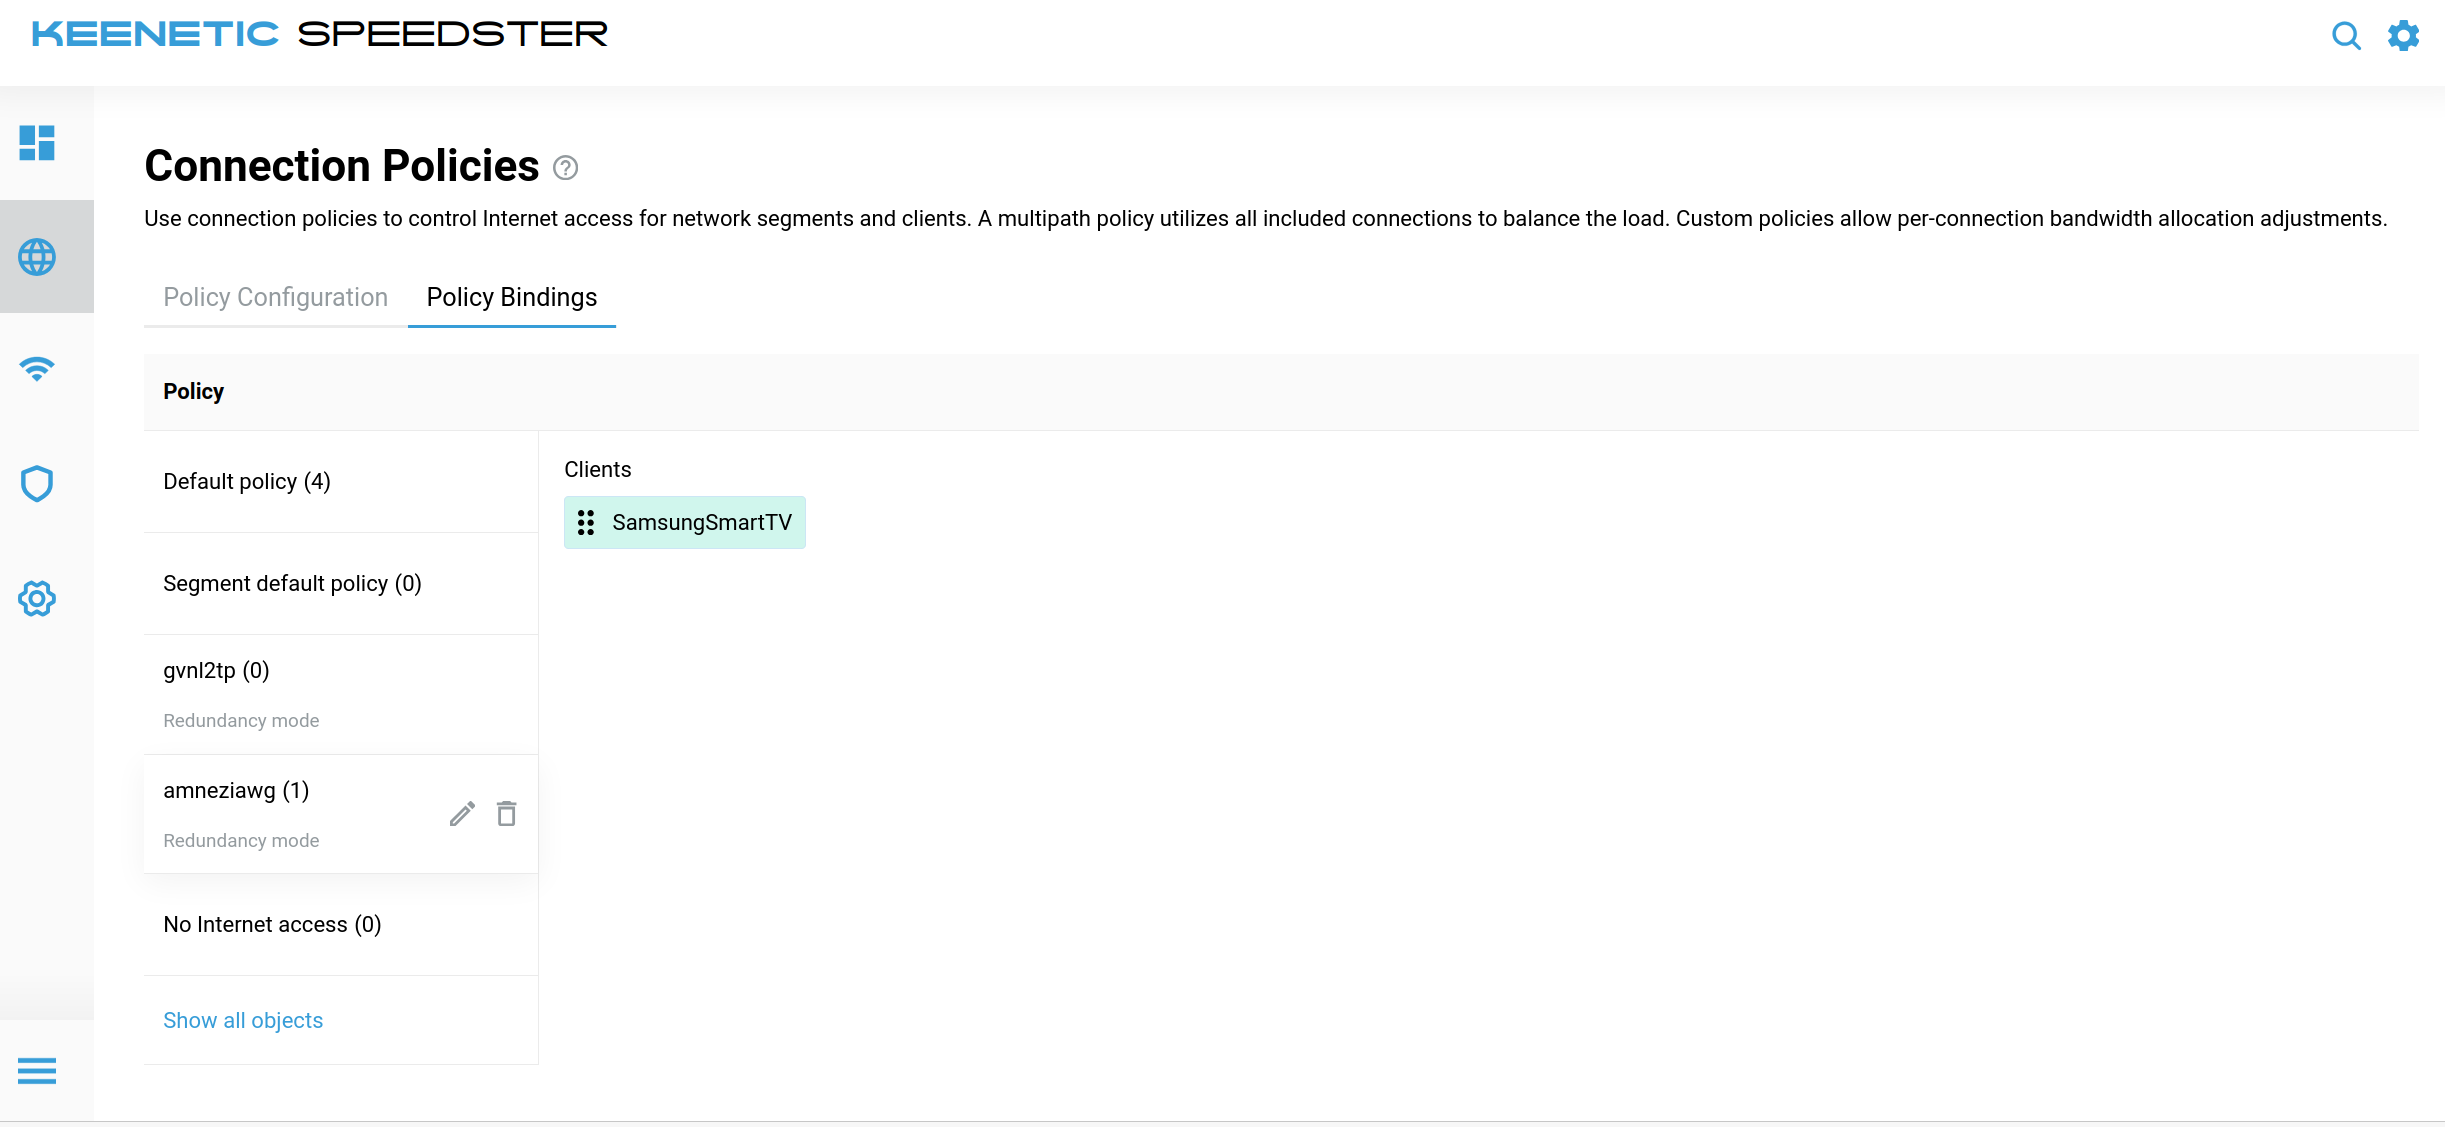 KEENETIC SPEEDSTER
Connection Policies
Use connection policies to control Internet access for network segments and clients. A multipath policy utilizes all included connections to balance the load. Custom policies allow per-connection bandwidth allocation adjustments.
Policy Configuration
Policy Bindings
Policy
Default policy (4)
Segment default policy (0)
gvnl2tp (0)
Redundancy mode
amneziawg (1)
Redundancy mode
No Internet access (0)
Show all objects
Clients
SamsungSmartTV